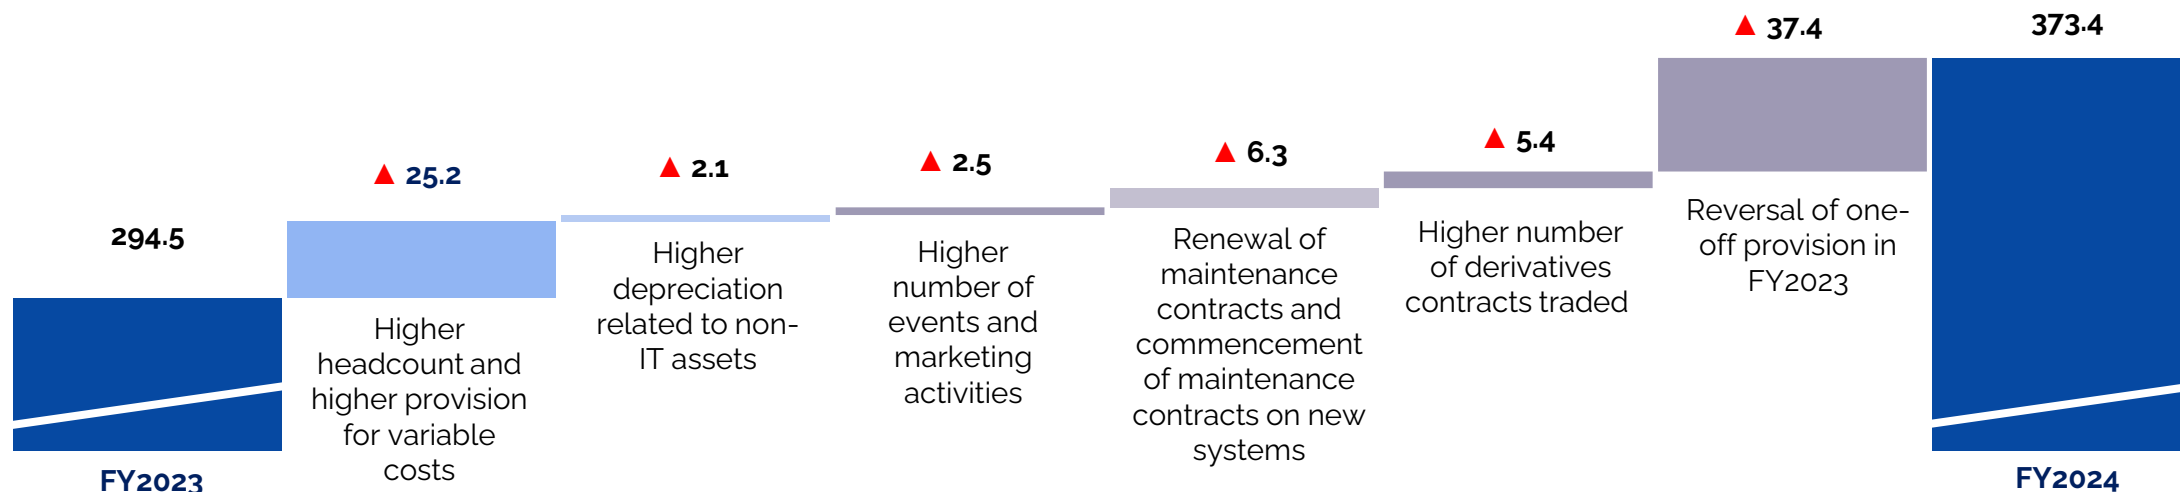 294.5
FY2023
▲ 25.2
Higher
headcount and
higher provision
for variable
costs
▲ 2.1
Higher
depreciation
related to non-
IT assets
▲ 2.5
Higher
number of
events and
marketing
activities
▲ 6.3
Renewal of
maintenance
contracts and
commencement
of maintenance
contracts on new
systems
▲ 5.4
Higher number
of derivatives
contracts traded
▲ 37.4
Reversal of one-
off provision in
FY2023
373.4
FY2024